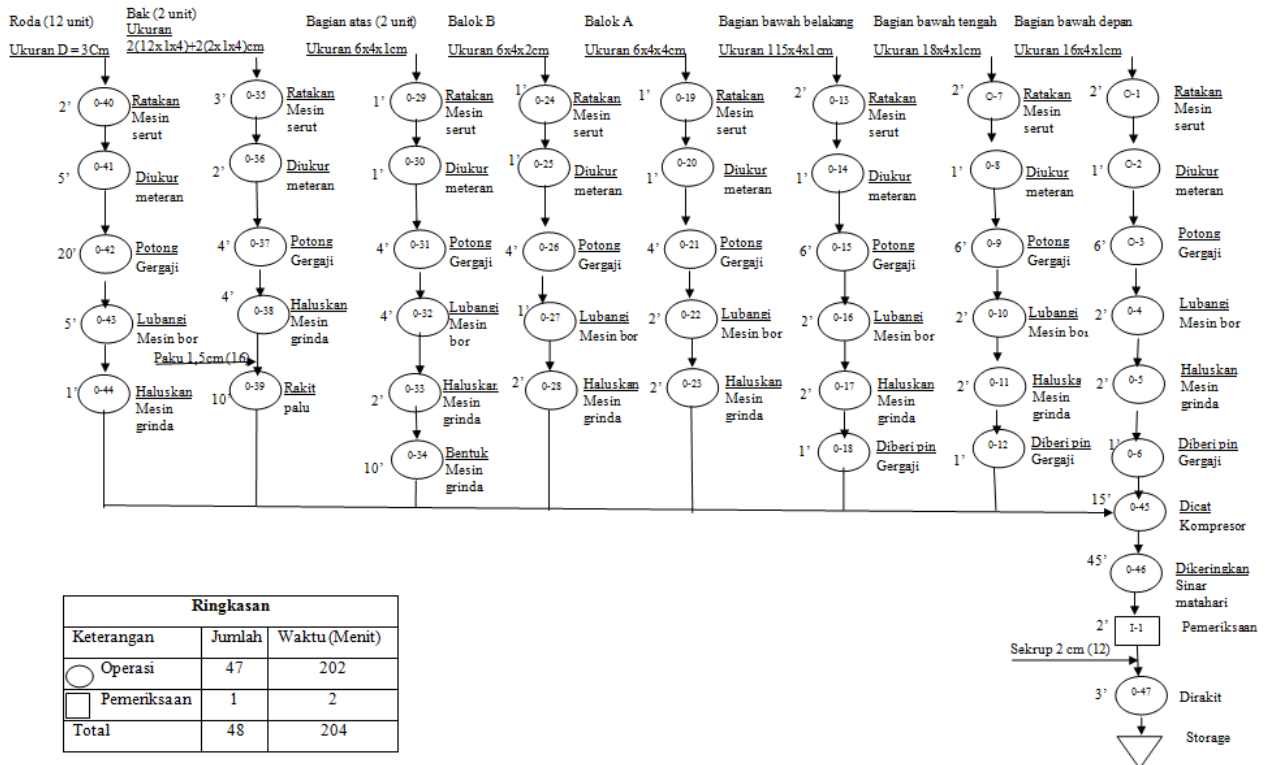 Roda (12 unit)
Ukuran D = 3Cm
2’ 0-40 Ratakan
Mesin
serut
5’ 0-41 Diukur
meteran
20’ 0-42 Potong
Gergaji
5’ 0-43 Lubangi
Mesin bor
1’ 0-44 Haluskan
Mesin
grinda
Bak (2 unit)
Ukuran
2(12x1x4)+2(2x1x4)cm
3’ 0-35 Ratakan
Mesin
serut
2’ 0-36 Diukur
meteran
4’ 0-37 Potong
Gergaji
4’ 0-38 Haluskan
Mesin
grinda
Paku 1,5cm (16)
10’ 0-39 Rakit
palu
Bagian atas (2 unit)
Ukuran 6x4x1cm
1’ 0-29 Ratakan
Mesin
serut
1’ 0-30 Diukur
meteran
4’ 0-31 Potong
Gergaji
4’ 0-32 Lubangi
Mesin
bor
2’ 0-33 Haluskan
Mesin
grinda
10’ 0-34 Bentuk
Mesin
grinda
Balok B
Ukuran 6x4x2cm
1’ 0-24 Ratakan
Mesin
serut
1’ 0-25 Diukur
meteran
4’ 0-26 Potong
Gergaji
1’ 0-27 Lubangi
Mesin bor
2’ 0-28 Haluskan
Mesin
grinda
Balok A
Ukuran 6x4x4cm
1’ 0-19 Ratakan
Mesin
serut
1’ 0-20 Diukur
meteran
4’ 0-21 Potong
Gergaji
2’ 0-22 Lubangi
Mesin bor
2’ 0-23 Haluskan
Mesin
grinda
Bagian bawah belakang
Ukuran 115x4x1cm
2’ 0-13 Ratakan
Mesin
serut
1’ 0-14 Diukur
meteran
6’ 0-15 Potong
Gergaji
2’ 0-16 Lubangi
Mesin bor
2’ 0-17 Haluskan
Mesin
grinda
1’ 0-18 Diberi pin
Gergaji
Bagian bawah tengah
Ukuran 18x4x1cm
2’ O-7 Ratakan
Mesin
serut
1’ 0-8 Diukur
meteran
6’ 0-9 Potong
Gergaji
2’ 0-10 Lubangi
Mesin bor
2’ 0-11 Haluska
Mesin
grinda
1’ 0-12 Diberi pin
Gergaji
Bagian bawah depan
Ukuran 16x4x1cm
2’ O-1 Ratakan
Mesin
serut
1’ O-2 Diukur
meteran
6’ O-3 Potong
Gergaji
2’ 0-4 Lubangi
Mesin bor
2’ 0-5 Haluskan
Mesin
grinda
1’ 0-6 Diberi pin
Gergaji
15’ 0-45 Dicat
Kompresor
45’ 0-46 Dikeringkan
Sinar
matahari
2’ I-1 Pemeriksaan
Sekrup 2 cm (12)
3’ 0-47 Dirakit
Storage
Ringkasan
Keterangan Jumlah Waktu (Menit)
Operasi 47 202
Pemeriksaan 1 2
Total 48 204